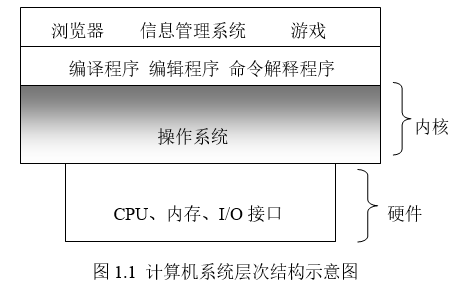 浏览器 信息管理系统 游戏
编译程序 编辑程序 命令解释程序
操作系统
内核
CPU、内存、I/O 接口
硬件
图 1.1 计算机系统层次结构示意图